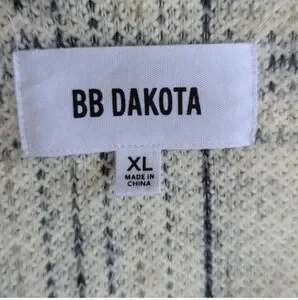 BB DAKOTA
XL
MADE IN
CHINA